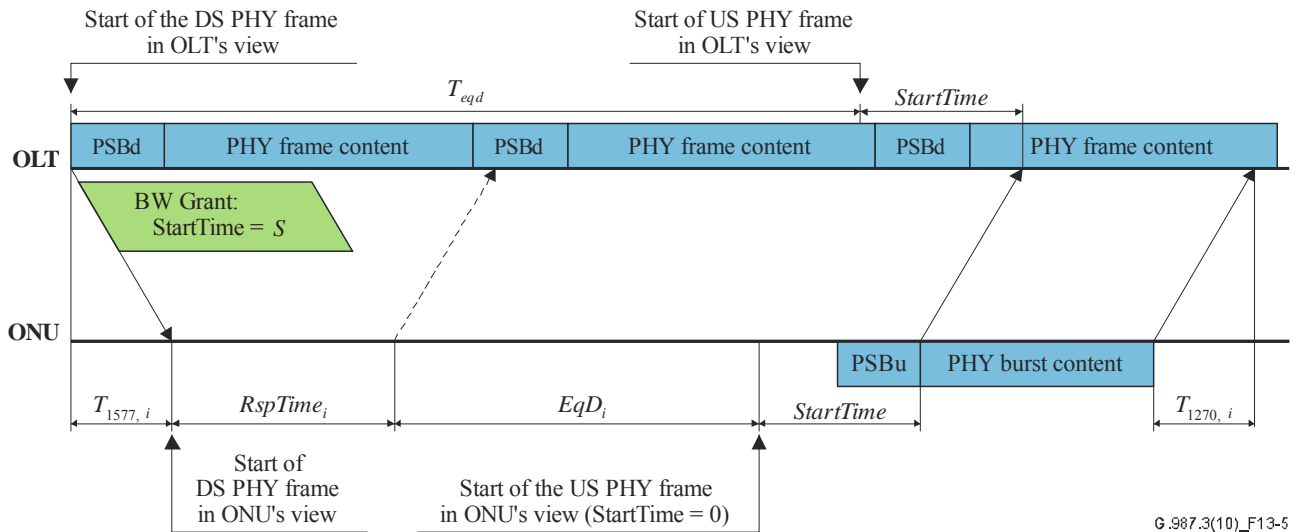 Start of the DS PHY frame
in OLT's view
Start of US PHY frame
in OLT's view
T_eqd
StartTime
OLT
PSBd
PHY frame content
PSBd
PHY frame content
PSBd
PHY frame content
BW Grant:
StartTime = S
ONU
PSBu
PHY burst content
T_1577, i
RspTime_i
EqD_i
StartTime
T_1270, i
Start of
DS PHY frame
in ONU's view
Start of the US PHY frame
in ONU's view (StartTime = 0)
G.987.3(10)_F13-5